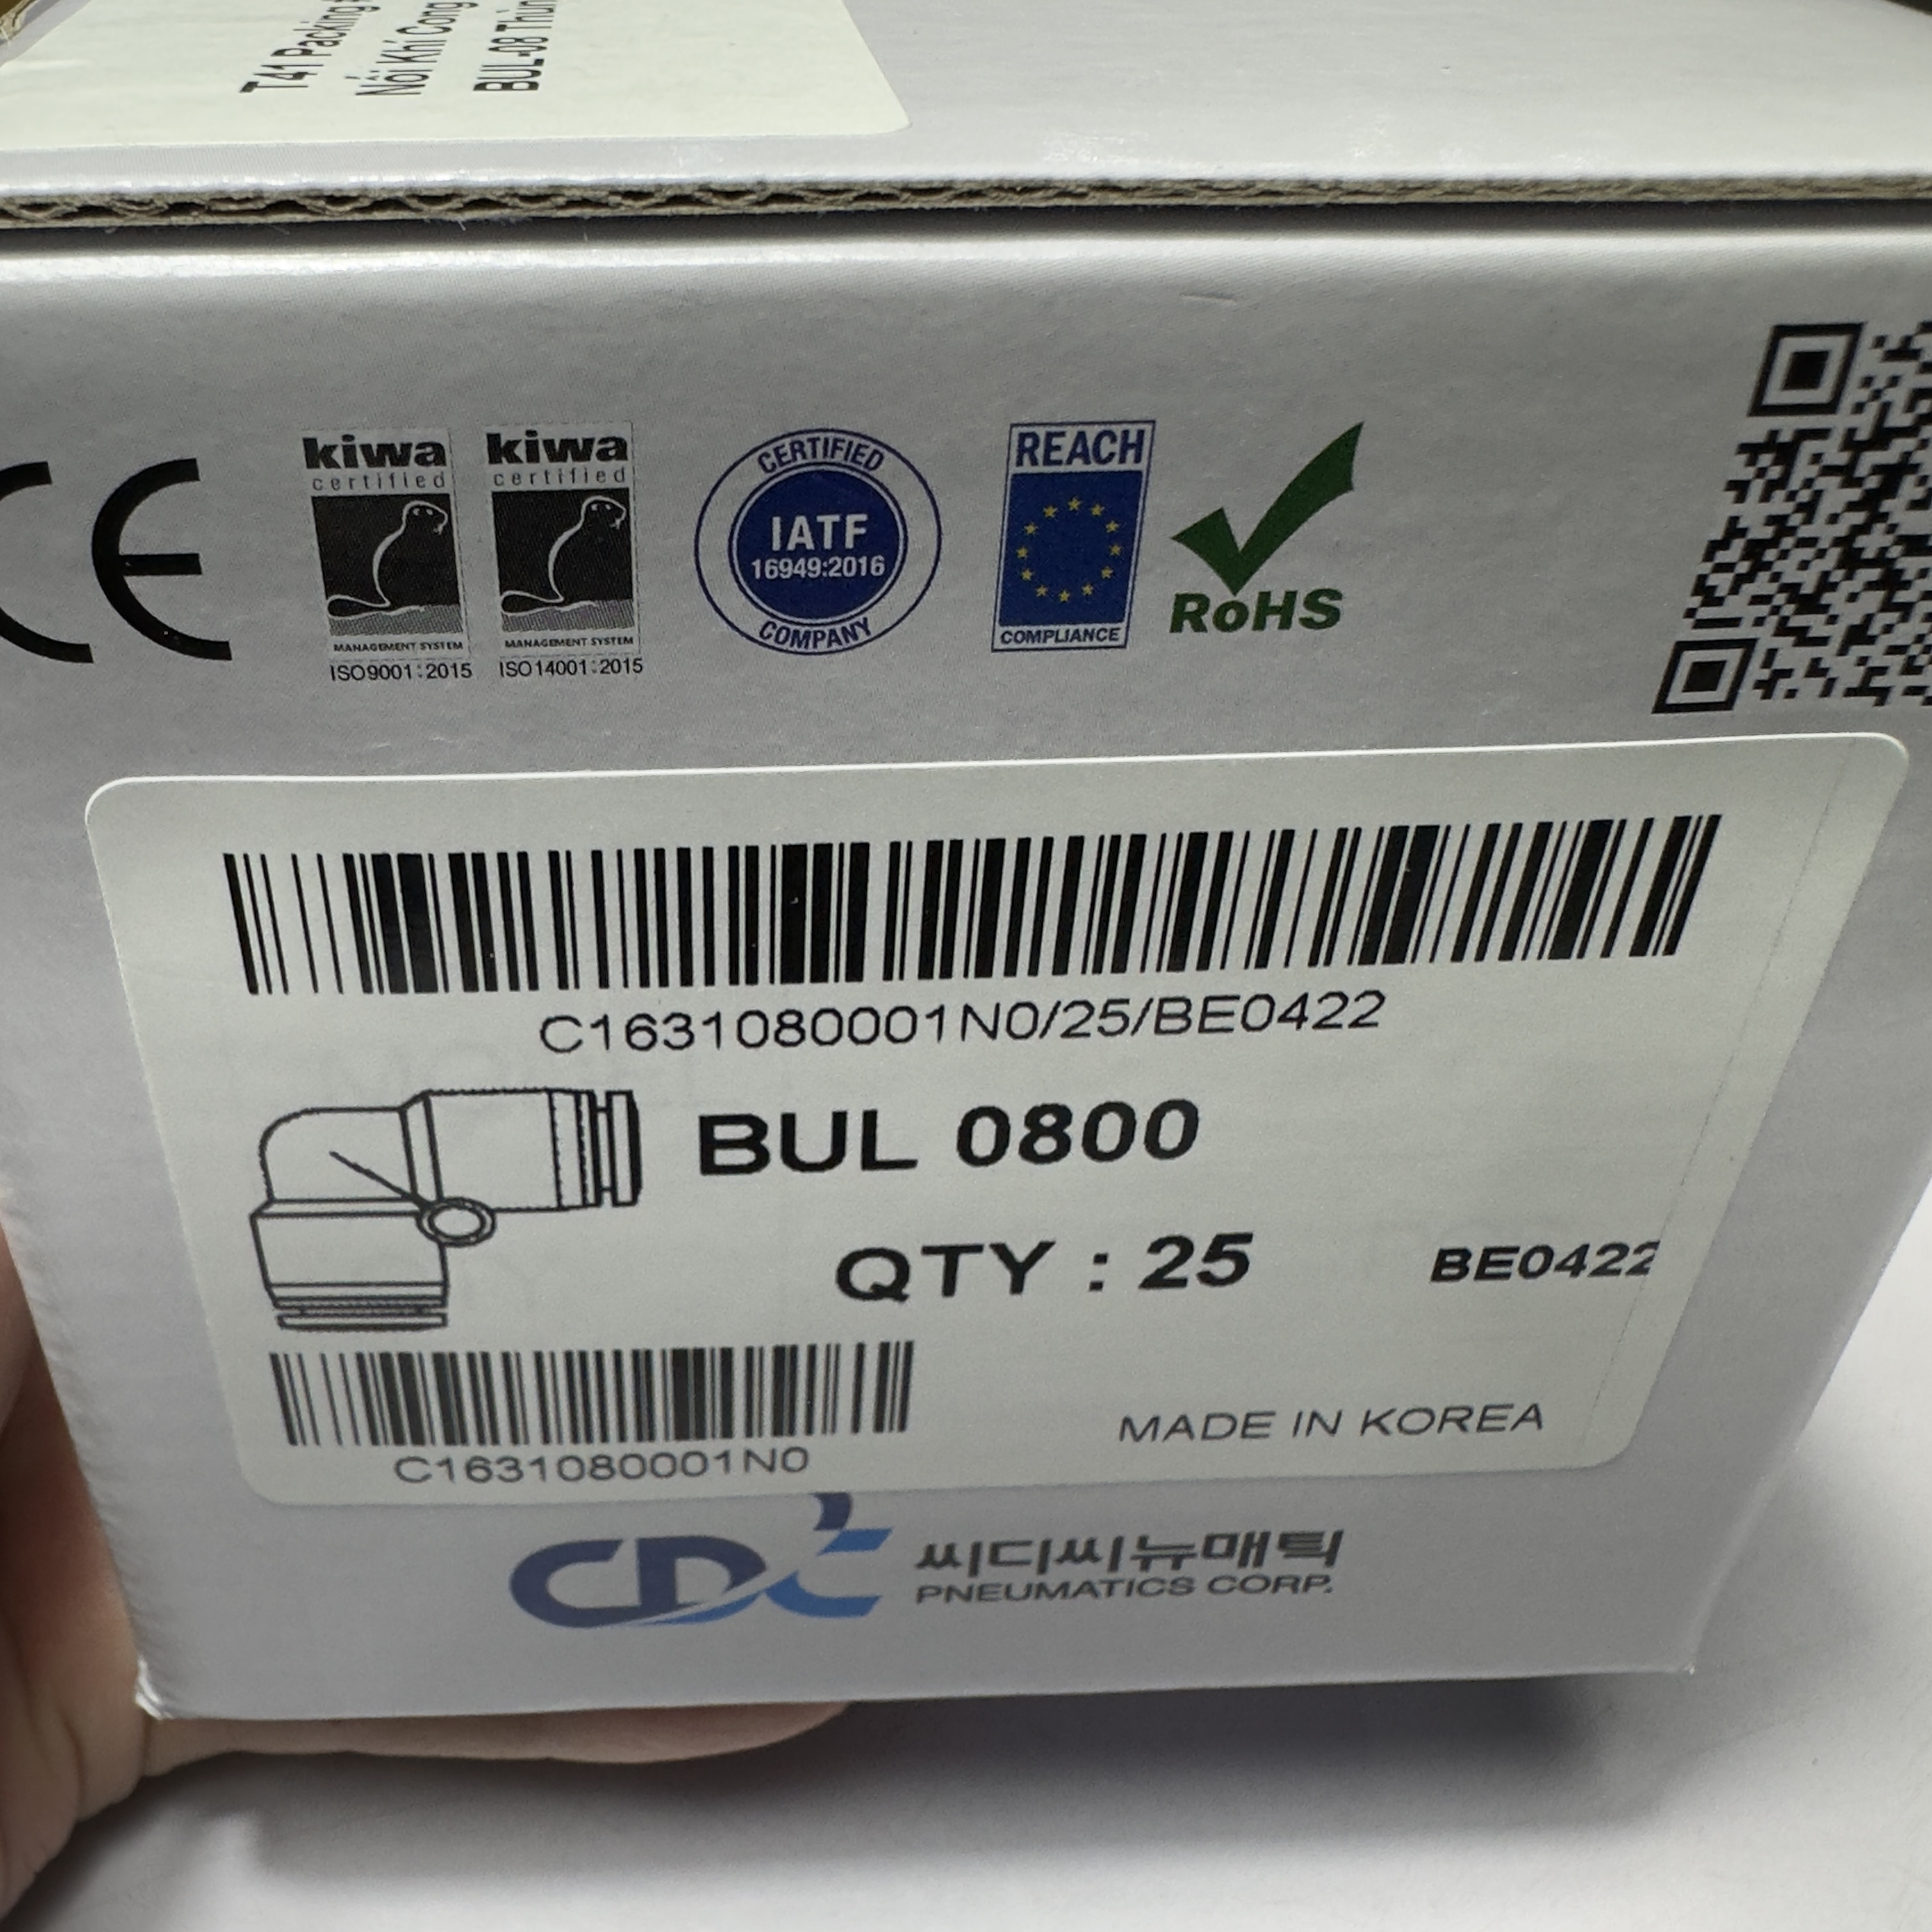 T41 Packing
Nối Khí Cong
BUL-08
CE
kiwa
certified
MANAGEMENT SYSTEM
ISO9001:2015
kiwa
certified
MANAGEMENT SYSTEM
ISO14001:2015
CERTIFIED
IATF
16949:2016
COMPANY
REACH
COMPLIANCE
RoHS
C1631080001N0/25/BE0422
BUL 0800
QTY : 25
BE0422
C1631080001N0
MADE IN KOREA
CDC
씨디씨뉴매틱
PNEUMATICS CORP.